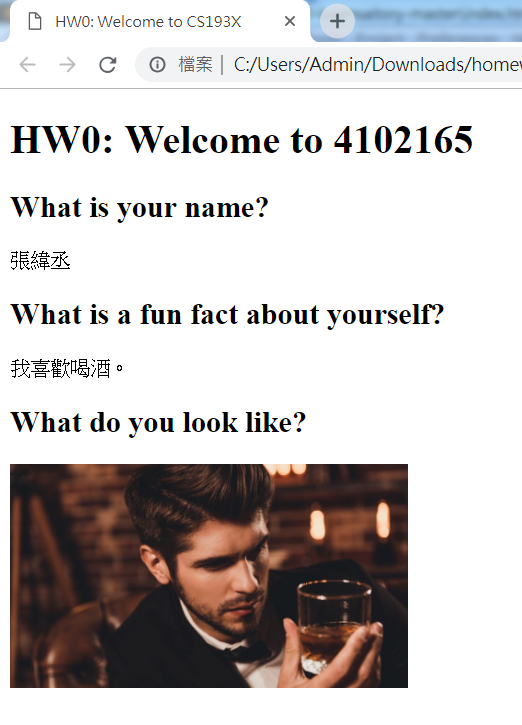 HW0: Welcome to CS193X
檔案 | C:/Users/Admin/Downloads/homew
HW0: Welcome to 4102165
What is your name?
張緯丞
What is a fun fact about yourself?
我喜歡喝酒。
What do you look like?